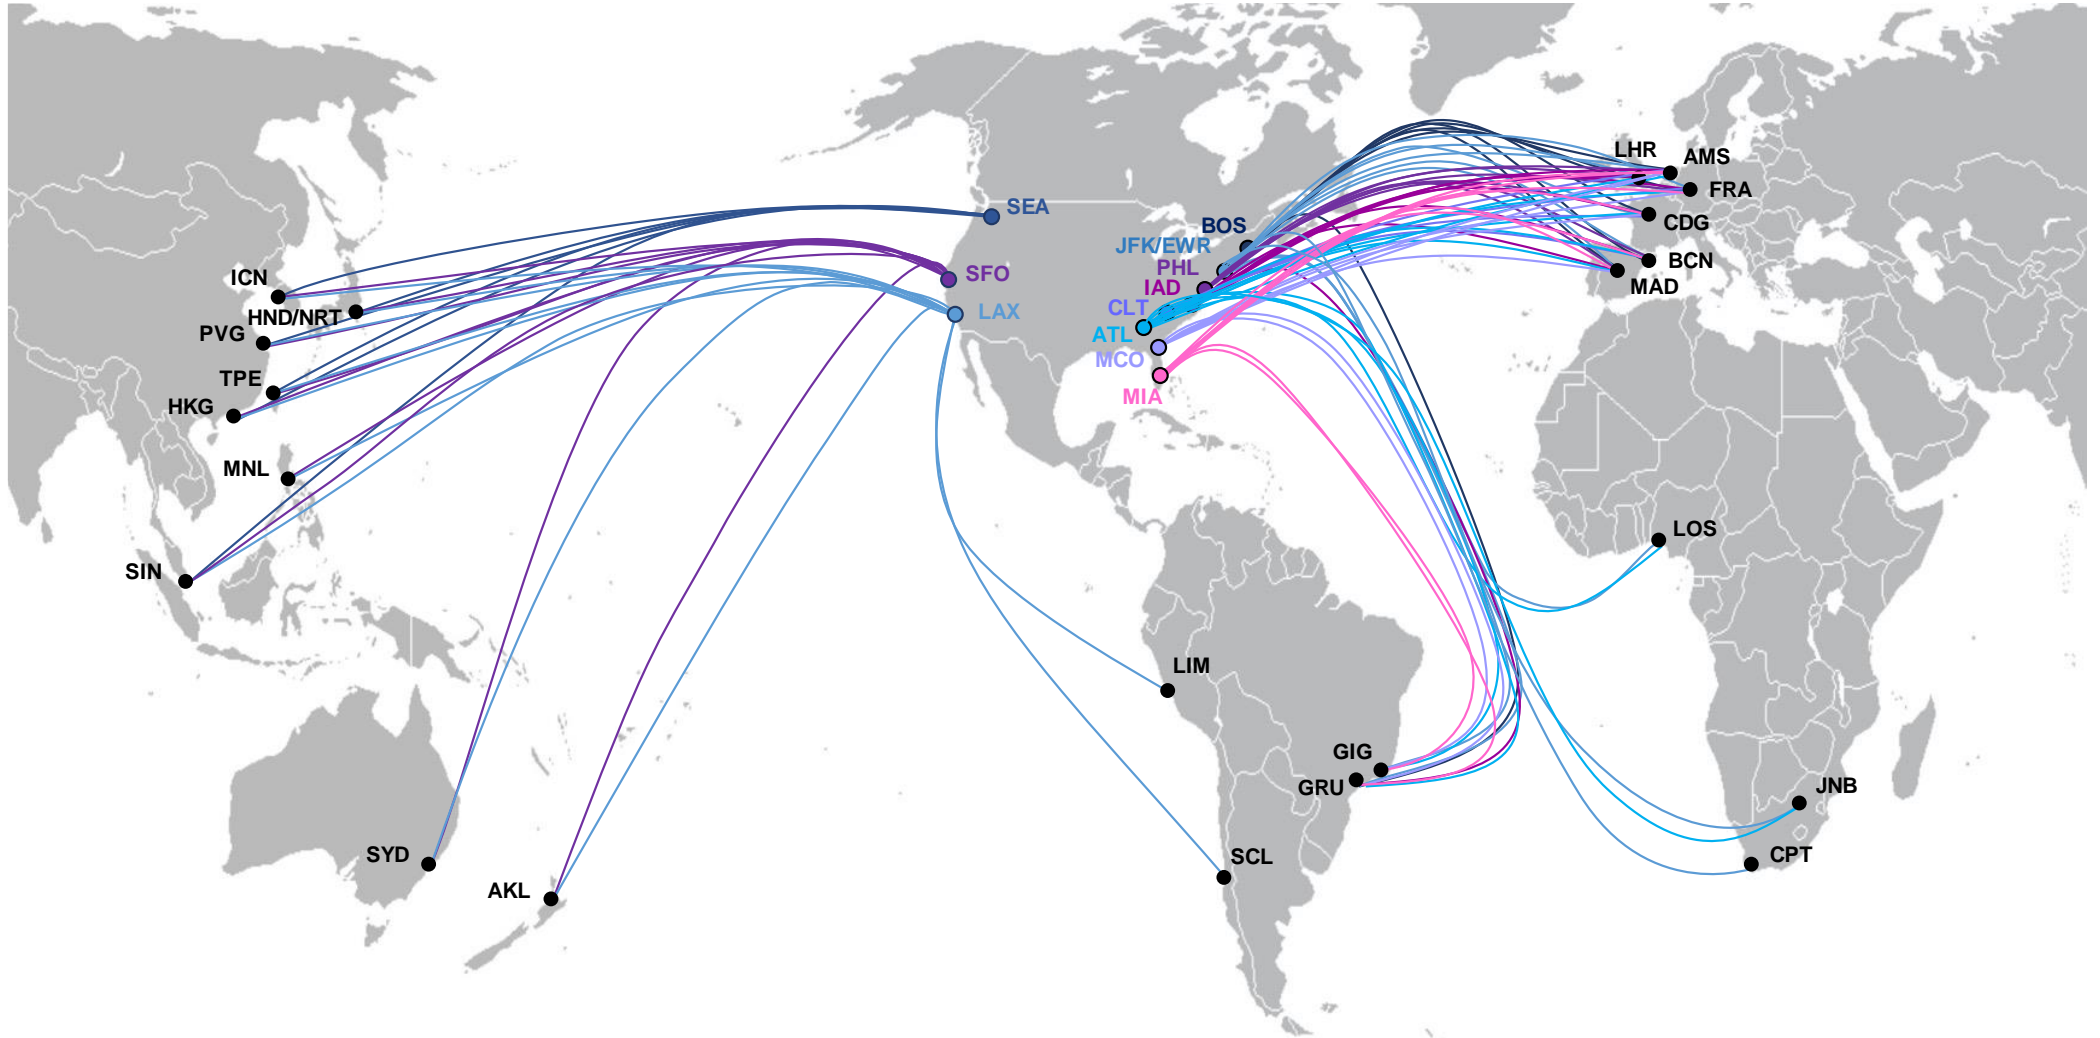 LHR
AMS
FRA
SEA
CDG
BOS
JFK/EWR
BCN
PHL
SFO
ICN
MAD
IAD
CLT
HND/NRT
LAX
PVG
ATL
MCO
TPE
MIA
HKG
MNL
LOS
SIN
LIM
GIG
JNB
GRU
SYD
CPT
SCL
AKL